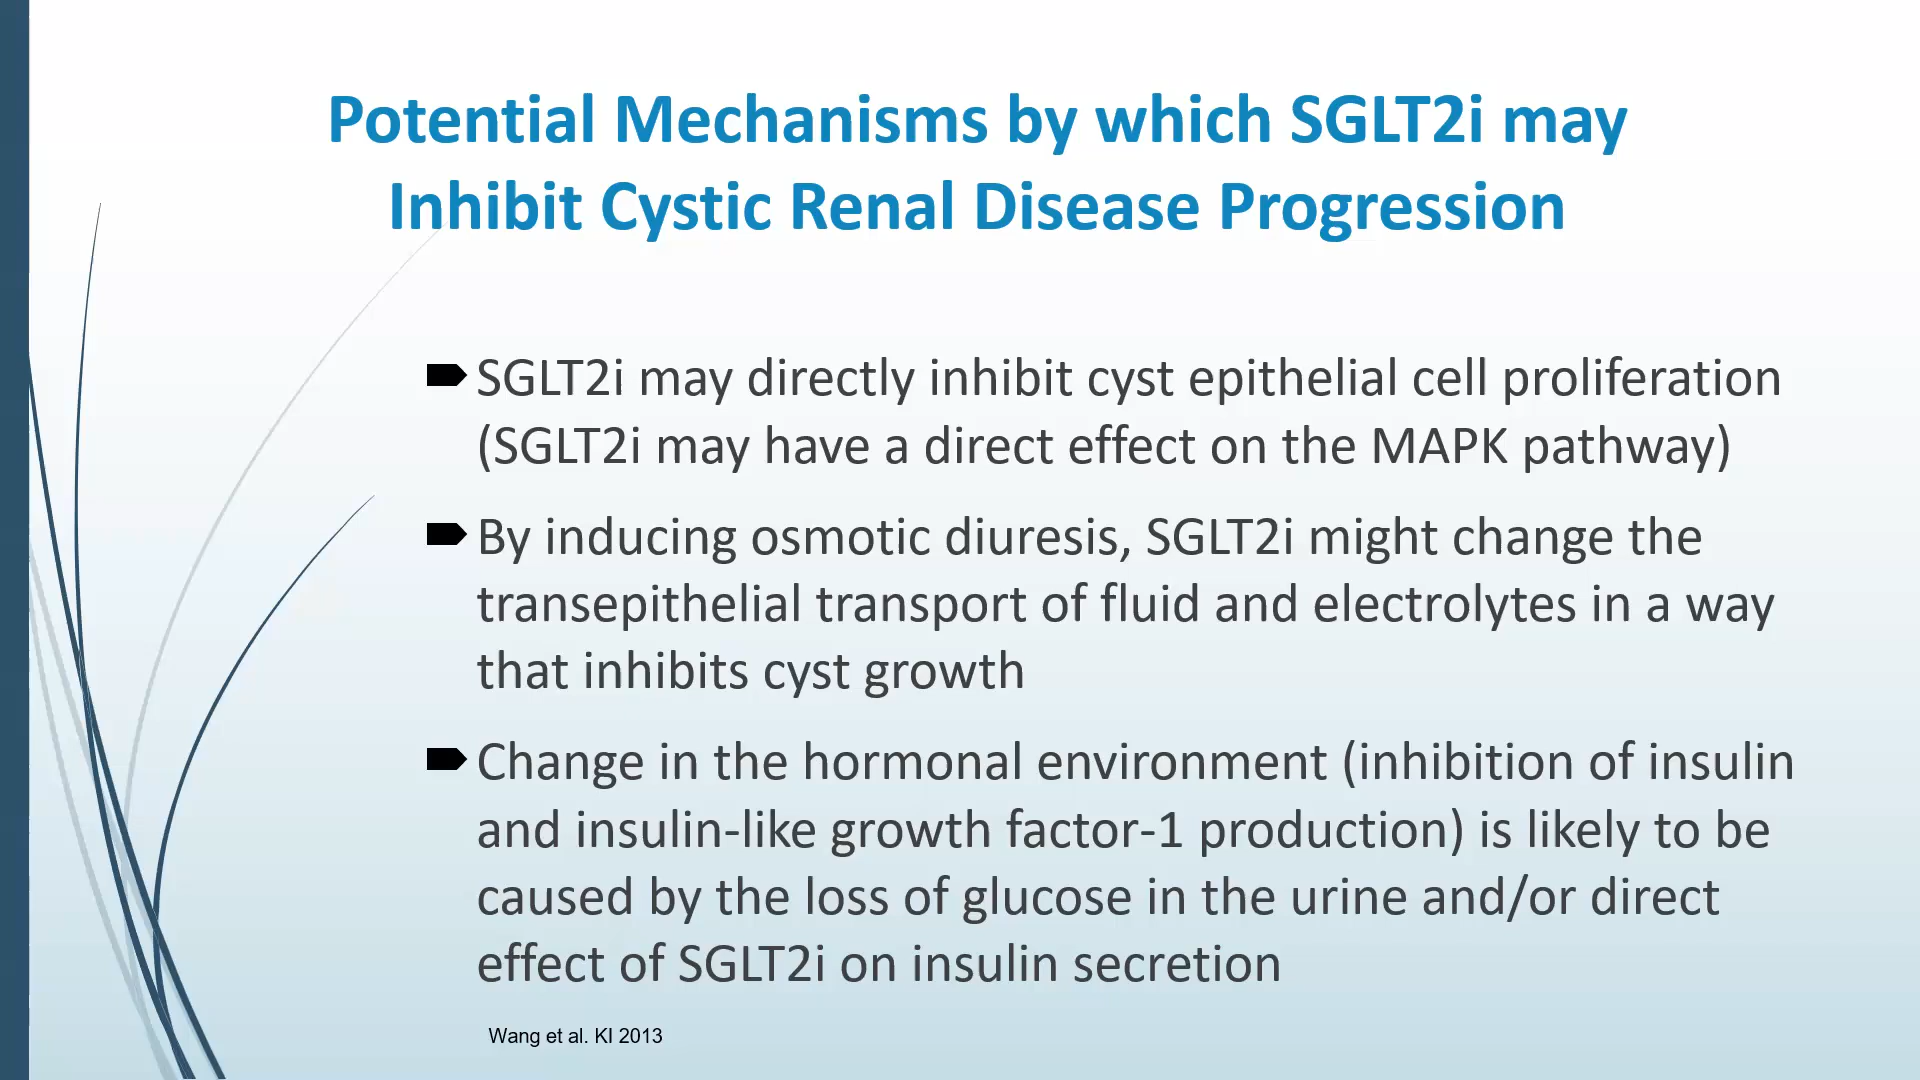 Potential Mechanisms by which SGLT2i may
Inhibit Cystic Renal Disease Progression
SGLT2i may directly inhibit cyst epithelial cell proliferation
(SGLT2i may have a direct effect on the MAPK pathway)
By inducing osmotic diuresis, SGLT2i might change the
transepithelial transport of fluid and electrolytes in a way
that inhibits cyst growth
Change in the hormonal environment (inhibition of insulin
and insulin-like growth factor-1 production) is likely to be
caused by the loss of glucose in the urine and/or direct
effect of SGLT2i on insulin secretion
Wang et al. KI 2013